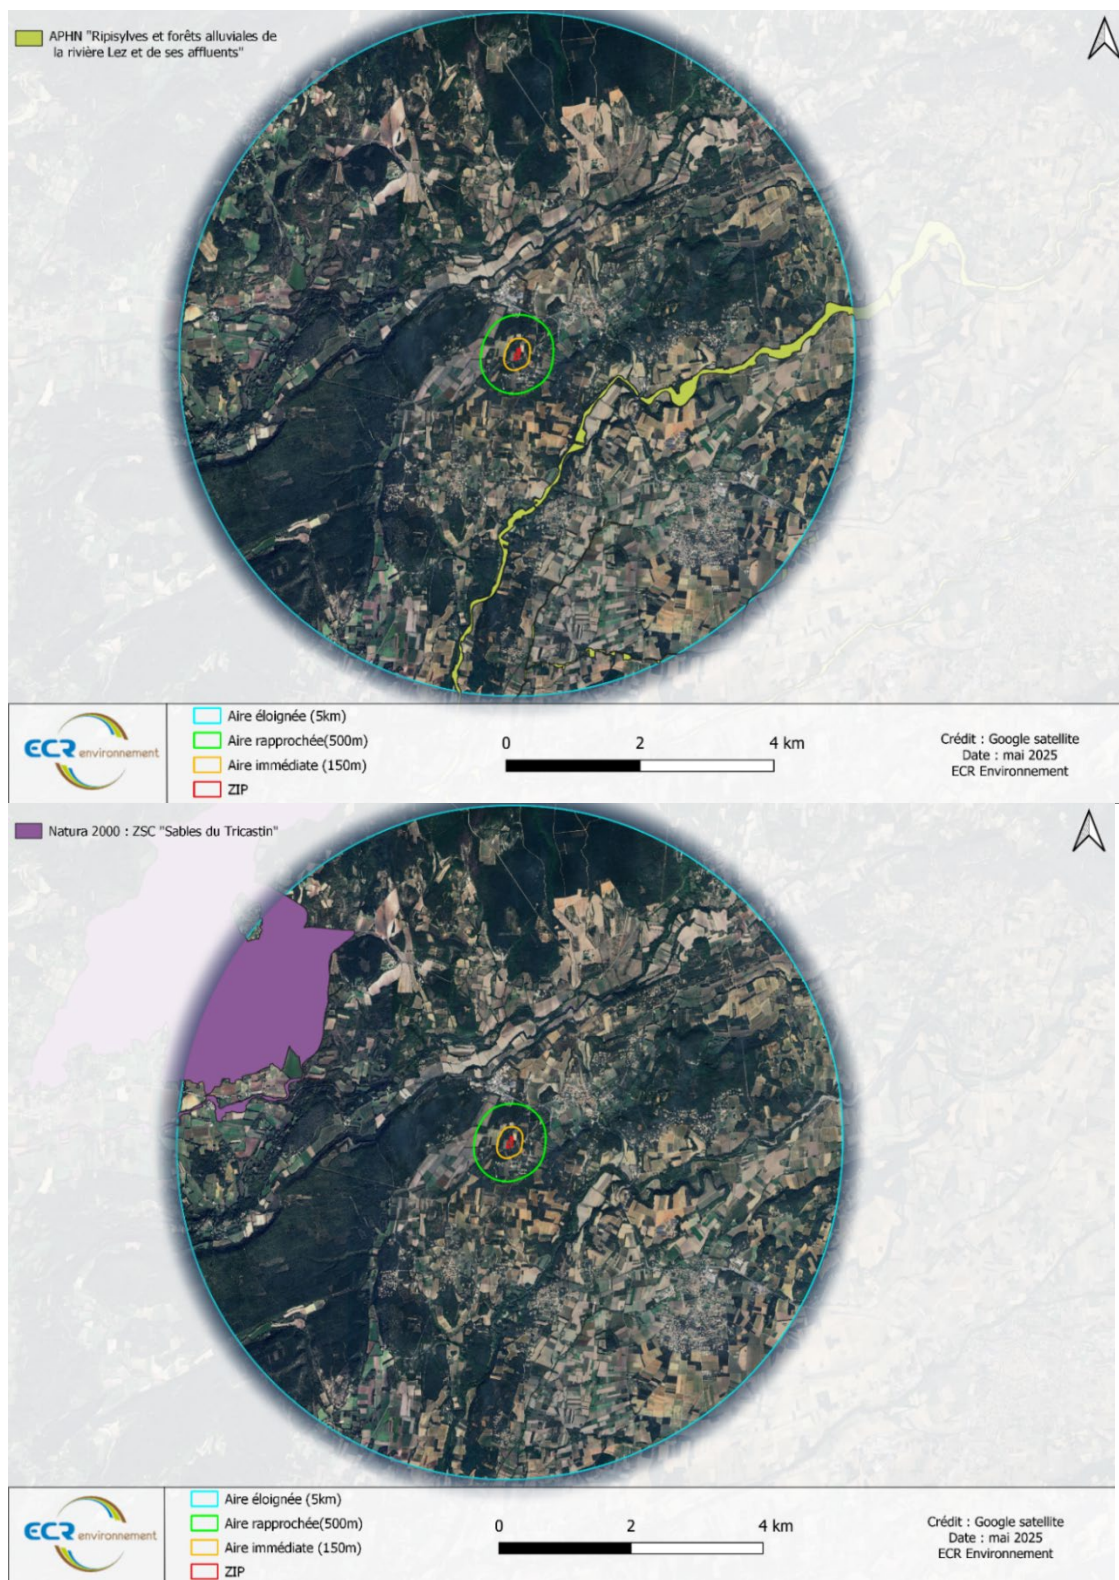 APHN "Ripisylves et forêts alluviales de
la rivière Lez et de ses affluents"
ECR environnement
Aire éloignée (5km)
Aire rapprochée(500m)
Aire immédiate (150m)
ZIP
0 2 4 km
Crédit : Google satellite
Date : mai 2025
ECR Environnement
Natura 2000 : ZSC "Sables du Tricastin"
ECR environnement
Aire éloignée (5km)
Aire rapprochée(500m)
Aire immédiate (150m)
ZIP
0 2 4 km
Crédit : Google satellite
Date : mai 2025
ECR Environnement